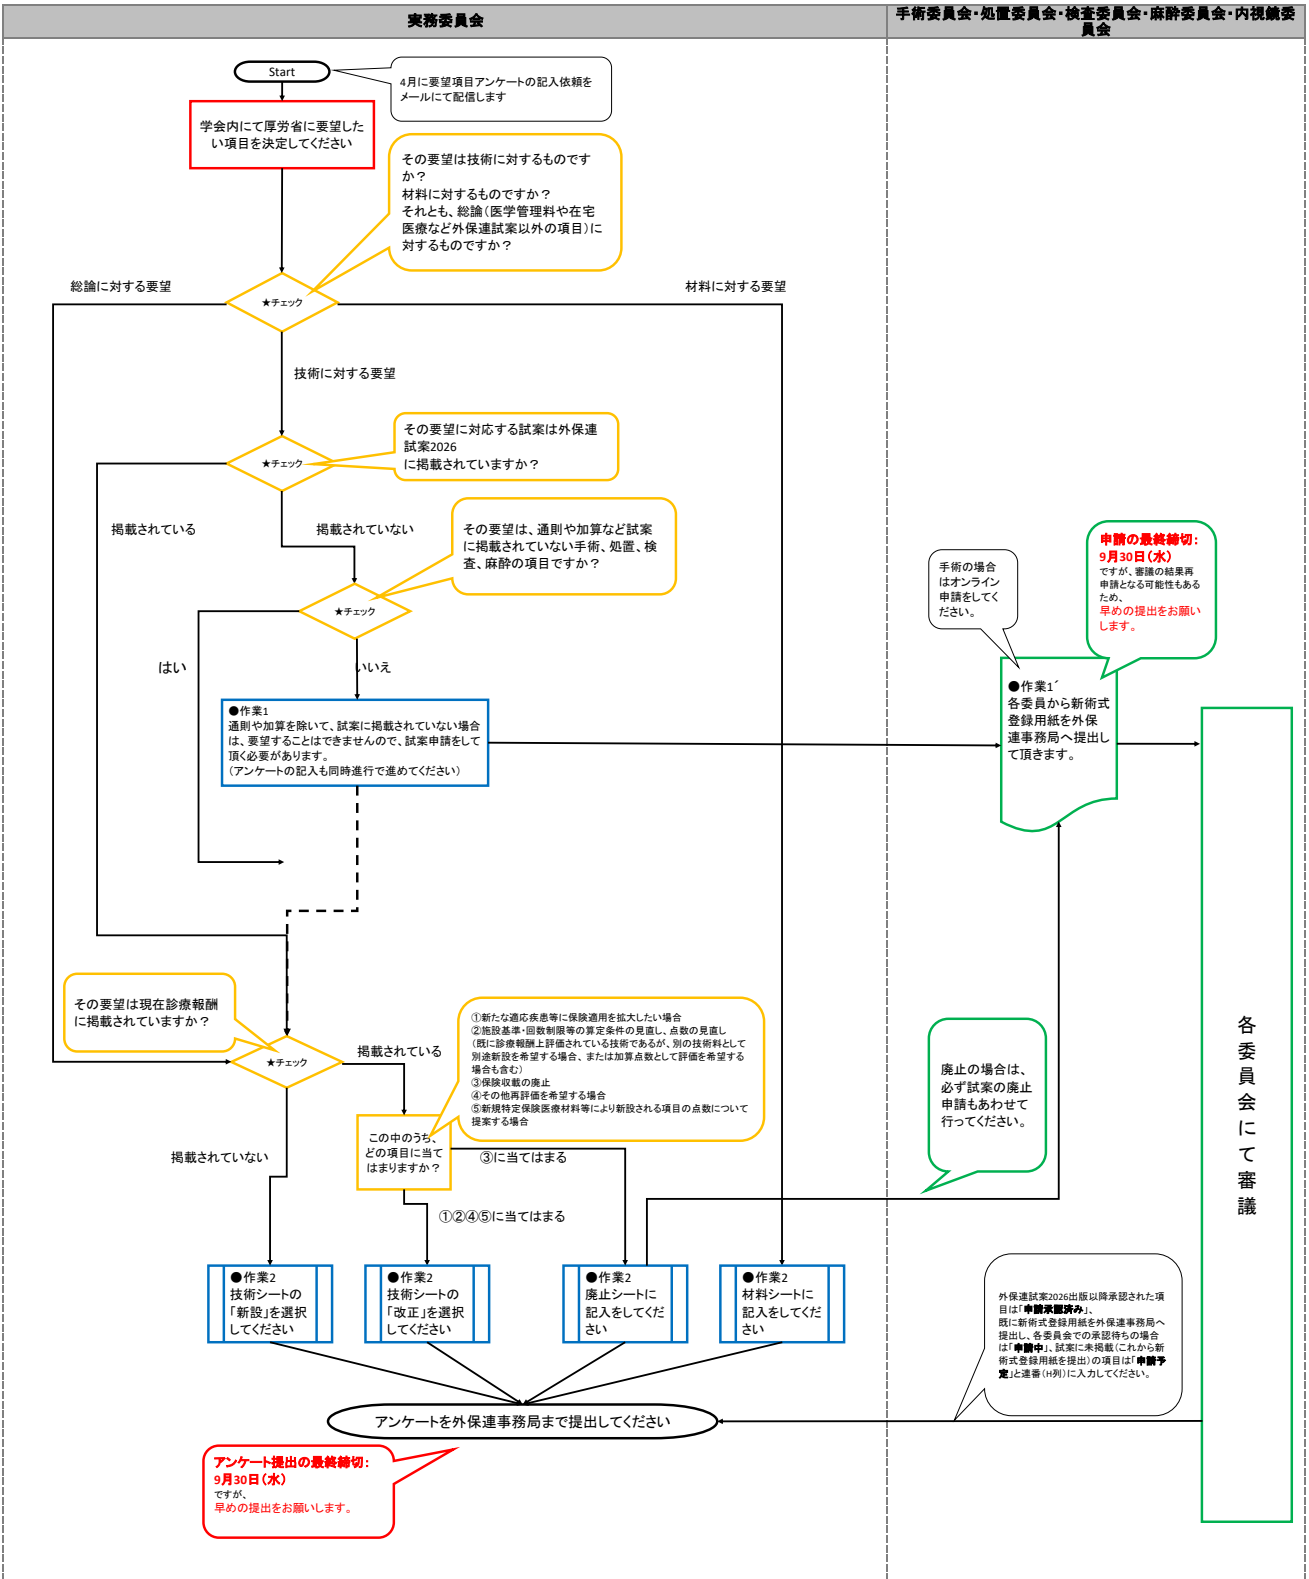 実務委員会
手術委員会・処置委員会・検査委員会・麻酔委員会・内視鏡委
員会
Start
4月に要望項目アンケートの記入依頼を
メールにて配信します
学会内にて厚労省に要望した
い項目を決定してください
その要望は技術に対するものです
か？
材料に対するものですか？
それとも、総論（医学管理料や在宅
医療など外保連試案以外の項目）に
対するものですか？
総論に対する要望
★チェック
材料に対する要望
技術に対する要望
その要望に対応する試案は外保連
試案2026
に掲載されていますか？
★チェック
掲載されている
掲載されていない
その要望は、通則や加算など試案
に掲載されていない手術、処置、検
査、麻酔の項目ですか？
★チェック
はい
いいえ
手術の場合
はオンライン
申請をしてく
ださい。
申請の最終締切：
9月30日（水）
ですが、審議の結果再
申請となる可能性もある
ため、
早めの提出をお願い
します。
●作業1
通則や加算を除いて、試案に掲載されていない場合
は、要望することはできませんので、試案申請をして
頂く必要があります。
（アンケートの記入も同時進行で進めてください）
●作業1´
各委員から新術式
登録用紙を外保
連事務局へ提出し
て頂きます。
各委員会にて審議
その要望は現在診療報酬
に掲載されていますか？
★チェック
掲載されている
①新たな適応疾患等に保険適用を拡大したい場合
②施設基準・回数制限等の算定条件の見直し、点数の見直し
（既に診療報酬上評価されている技術であるが、別の技術料として
別途新設を希望する場合、または加算点数として評価を希望する
場合も含む）
③保険収載の廃止
④その他再評価を希望する場合
⑤新規特定保険医療材料等により新設される項目の点数について
提案する場合
廃止の場合は、
必ず試案の廃止
申請もあわせて
行ってください。
この中のうち、
どの項目に当て
はまりますか？
掲載されていない
③に当てはまる
①②④⑤に当てはまる
●作業2
技術シートの
「新設」を選択
してください
●作業2
技術シートの
「改正」を選択
してください
●作業2
廃止シートに
記入をしてくだ
さい
●作業2
材料シートに
記入をしてくだ
さい
外保連試案2026出版以降承認された項
目は「申請承認済み」、
既に新術式登録用紙を外保連事務局へ
提出し、各委員会での承認待ちの場合
は「申請中」、試案に未掲載（これから新
術式登録用紙を提出）の項目は「申請予
定」と連番（H列）に入力してください。
アンケートを外保連事務局まで提出してください
アンケート提出の最終締切：
9月30日（水）
ですが、
早めの提出をお願いします。